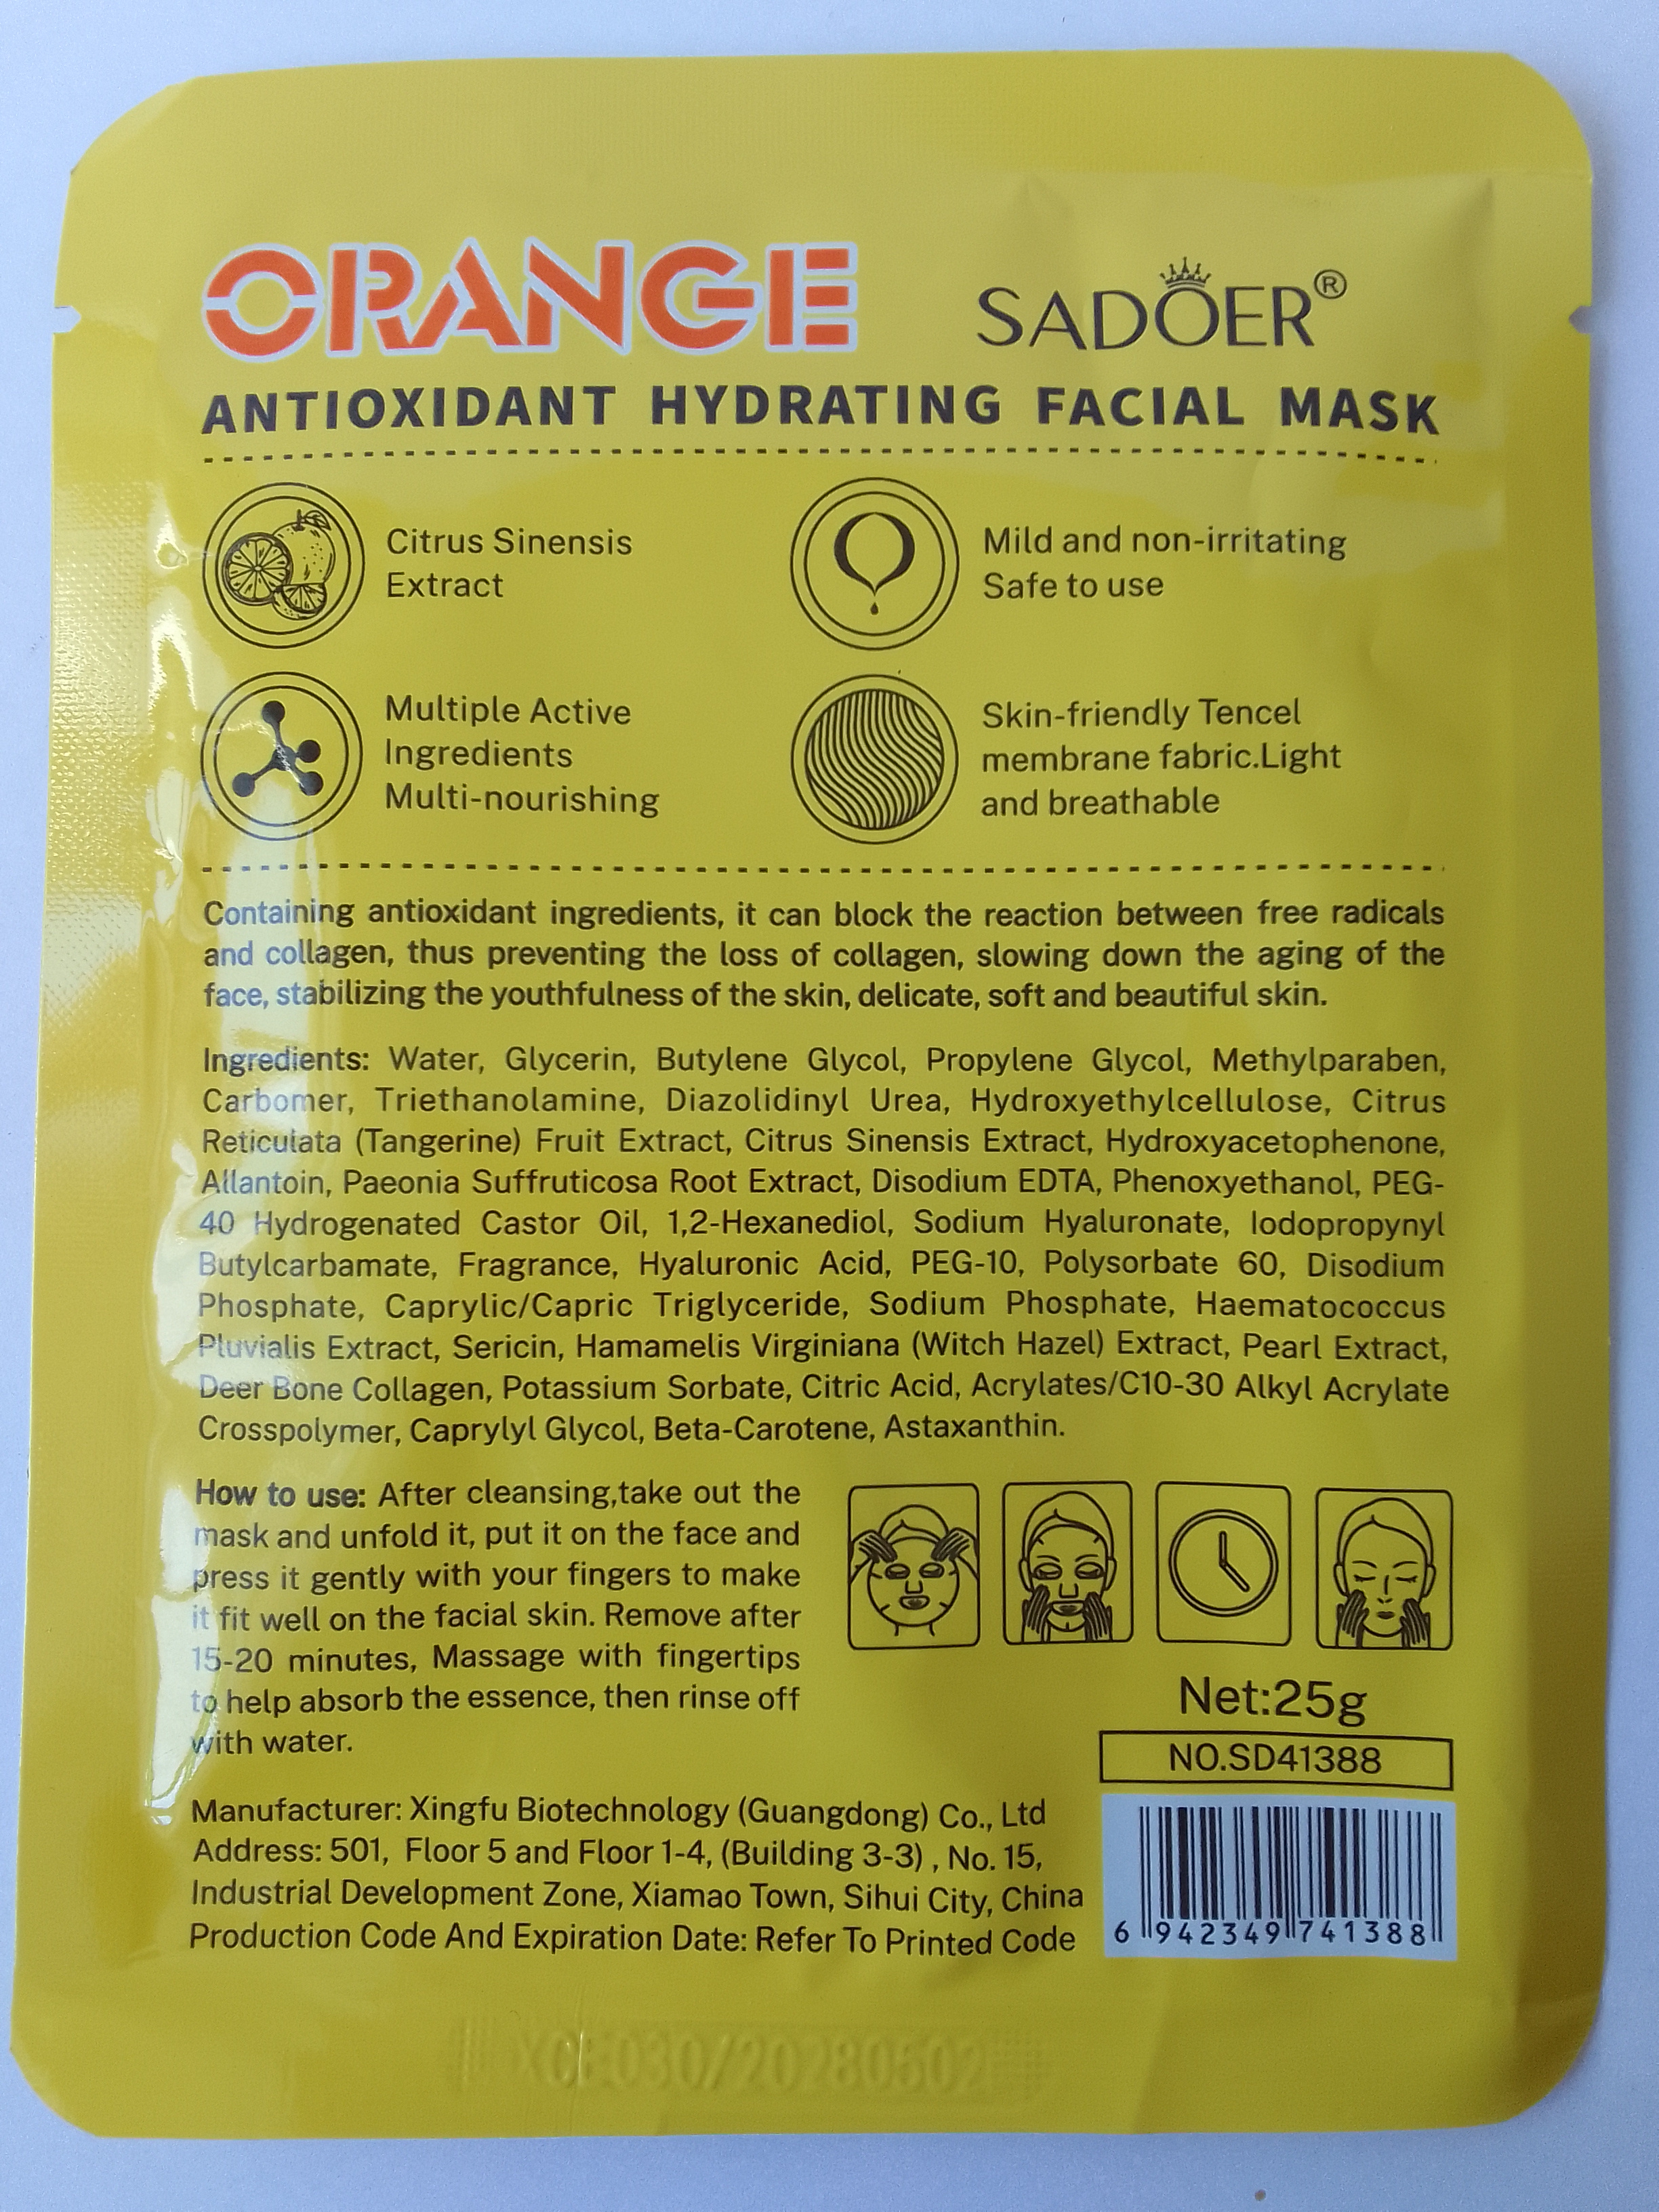 ORANGE
SADOER®
ANTIOXIDANT HYDRATING FACIAL MASK
Citrus Sinensis
Extract
Mild and non-irritating
Safe to use
Multiple Active
Ingredients
Multi-nourishing
Skin-friendly Tencel
membrane fabric.Light
and breathable
Containing antioxidant ingredients, it can block the reaction between free radicals
and collagen, thus preventing the loss of collagen, slowing down the aging of the
face, stabilizing the youthfulness of the skin, delicate, soft and beautiful skin.
Ingredients: Water, Glycerin, Butylene Glycol, Propylene Glycol, Methylparaben,
Carbomer, Triethanolamine, Diazolidinyl Urea, Hydroxyethylcellulose, Citrus
Reticulata (Tangerine) Fruit Extract, Citrus Sinensis Extract, Hydroxyacetophenone,
Allantoin, Paeonia Suffruticosa Root Extract, Disodium EDTA, Phenoxyethanol, PEG-
40 Hydrogenated Castor Oil, 1,2-Hexanediol, Sodium Hyaluronate, Iodopropynyl
Butylcarbamate, Fragrance, Hyaluronic Acid, PEG-10, Polysorbate 60, Disodium
Phosphate, Caprylic/Capric Triglyceride, Sodium Phosphate, Haematococcus
Pluvialis Extract, Sericin, Hamamelis Virginiana (Witch Hazel) Extract, Pearl Extract,
Deer Bone Collagen, Potassium Sorbate, Citric Acid, Acrylates/C10-30 Alkyl Acrylate
Crosspolymer, Caprylyl Glycol, Beta-Carotene, Astaxanthin.
How to use: After cleansing,take out the
mask and unfold it, put it on the face and
press it gently with your fingers to make
it fit well on the facial skin. Remove after
15-20 minutes, Massage with fingertips
to help absorb the essence, then rinse off
with water.
Net:25g
NO.SD41388
Manufacturer: Xingfu Biotechnology (Guangdong) Co., Ltd
Address: 501, Floor 5 and Floor 1-4, (Building 3-3) , No. 15,
Industrial Development Zone, Xiamao Town, Sihui City, China
Production Code And Expiration Date: Refer To Printed Code
6 942349 741388